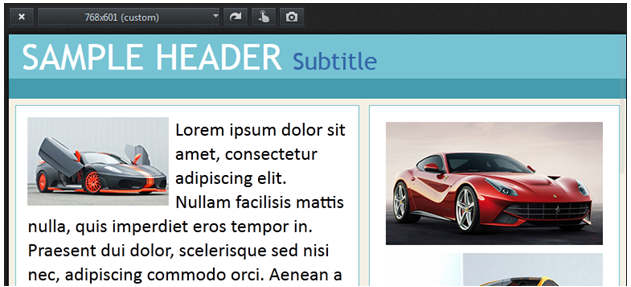 768x601 (custom)
SAMPLE HEADER Subtitle
Lorem ipsum dolor sit
amet, consectetur
adipiscing elit.
Nullam facilisis mattis
nulla, quis imperdiet eros tempor in.
Praesent dui dolor, scelerisque sed nisi
nec, adipiscing commodo orci. Aenean a